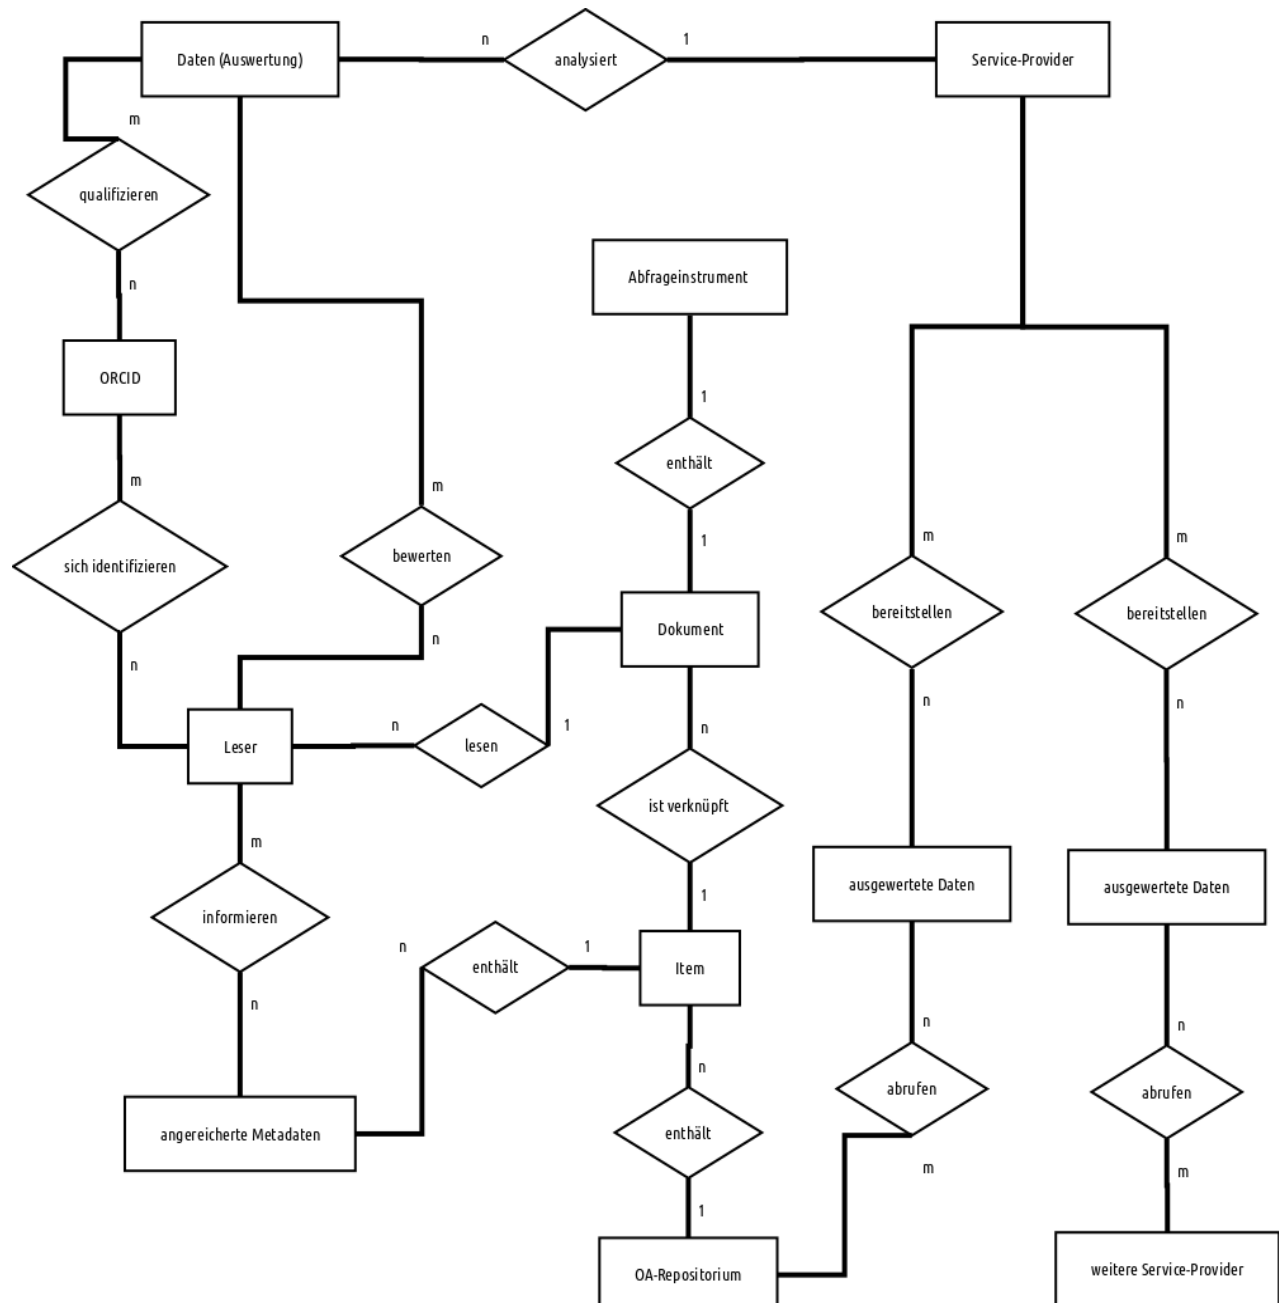 n
1
Daten (Auswertung)
analysiert
Service-Provider
m
qualifizieren
Abfrageinstrument
n
ORCID
1
enthält
m
m
1
m
m
bewerten
sich identifizieren
bereitstellen
bereitstellen
Dokument
n
n
n
n
n
1
n
Leser
lesen
ist verknüpft
m
ausgewertete Daten
ausgewertete Daten
1
informieren
n
1
enthält
Item
n
n
n
n
abrufen
abrufen
enthält
angereicherte Metadaten
m
m
1
OA-Repositorium
weitere Service-Provider